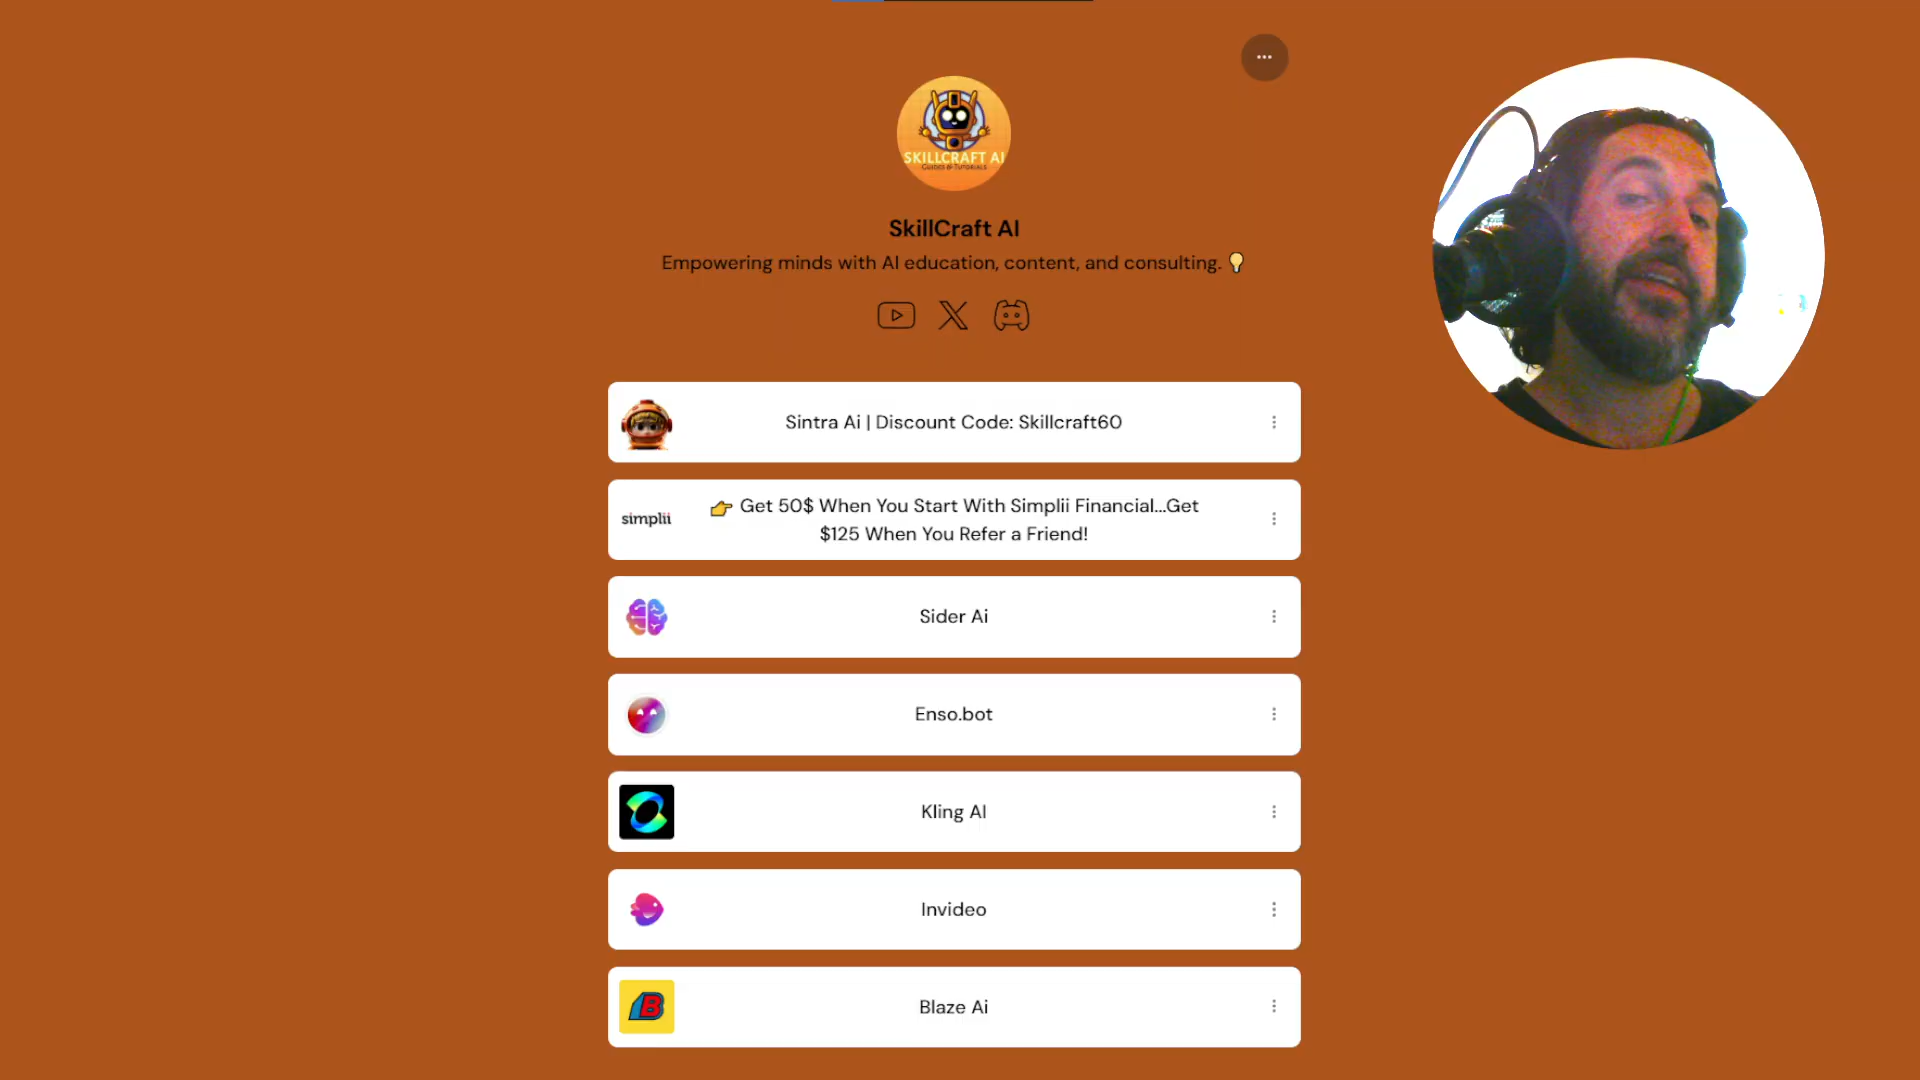 SKILLCRAFT AI
GUIDES & TUTORIALS
SkillCraft AI
Empowering minds with AI education, content, and consulting. 💡
Sintra Ai | Discount Code: Skillcraft60
simplii
👉 Get 50$ When You Start With Simplii Financial...Get
$125 When You Refer a Friend!
Sider Ai
Enso.bot
Kling AI
Invideo
B
Blaze Ai